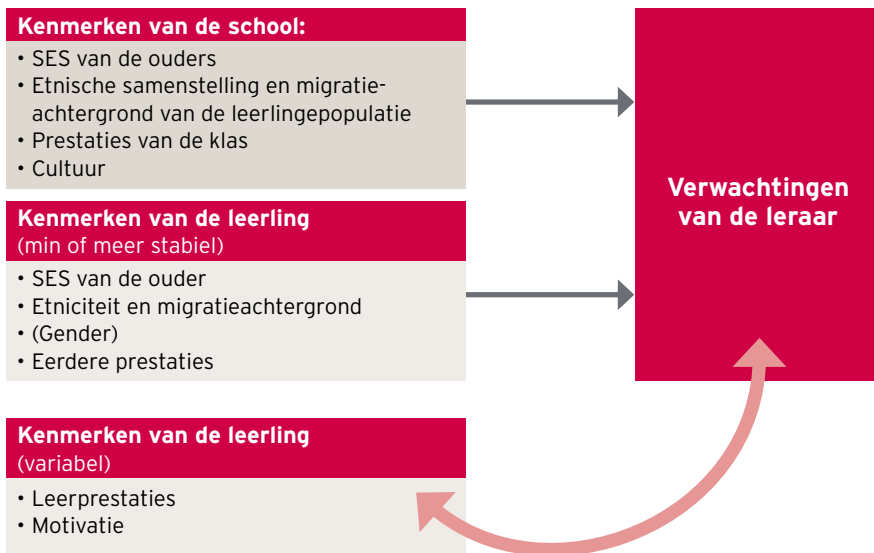 Kenmerken van de school:
• SES van de ouders
• Etnische samenstelling en migratie-
achtergrond van de leerlingepopulatie
• Prestaties van de klas
• Cultuur
Kenmerken van de leerling
(min of meer stabiel)
• SES van de ouder
• Etniciteit en migratieachtergrond
• (Gender)
• Eerdere prestaties
Kenmerken van de leerling
(variabel)
• Leerprestaties
• Motivatie
Verwachtingen
van de leraar